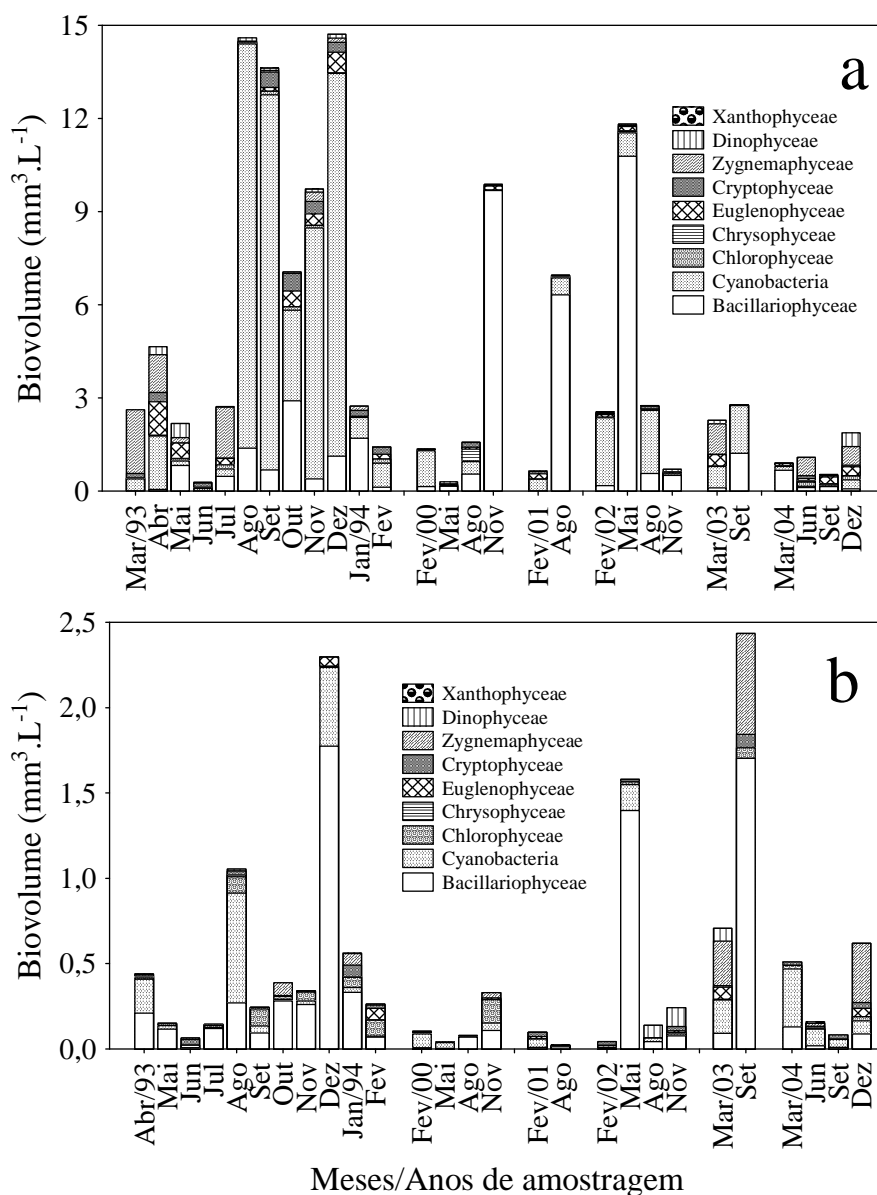 15
12
9
6
3
0
Biovolume (mm³.L⁻¹)
a
Xanthophyceae
Dinophyceae
Zygnemaphyceae
Cryptophyceae
Euglenophyceae
Chrysophyceae
Chlorophyceae
Cyanobacteria
Bacillariophyceae
Mar/93
Abr
Mai
Jun
Jul
Ago
Set
Out
Nov
Dez
Jan/94
Fev
Fev/00
Mai
Ago
Nov
Fev/01
Ago
Fev/02
Mai
Ago
Nov
Mar/03
Set
Mar/04
Jun
Set
Dez
2,5
2,0
1,5
1,0
0,5
0,0
Biovolume (mm³.L⁻¹)
b
Xanthophyceae
Dinophyceae
Zygnemaphyceae
Cryptophyceae
Euglenophyceae
Chrysophyceae
Chlorophyceae
Cyanobacteria
Bacillariophyceae
Abr/93
Mai
Jun
Jul
Ago
Set
Out
Nov
Dez
Jan/94
Fev
Fev/00
Mai
Ago
Nov
Fev/01
Ago
Fev/02
Mai
Ago
Nov
Mar/03
Set
Mar/04
Jun
Set
Dez
Meses/Anos de amostragem